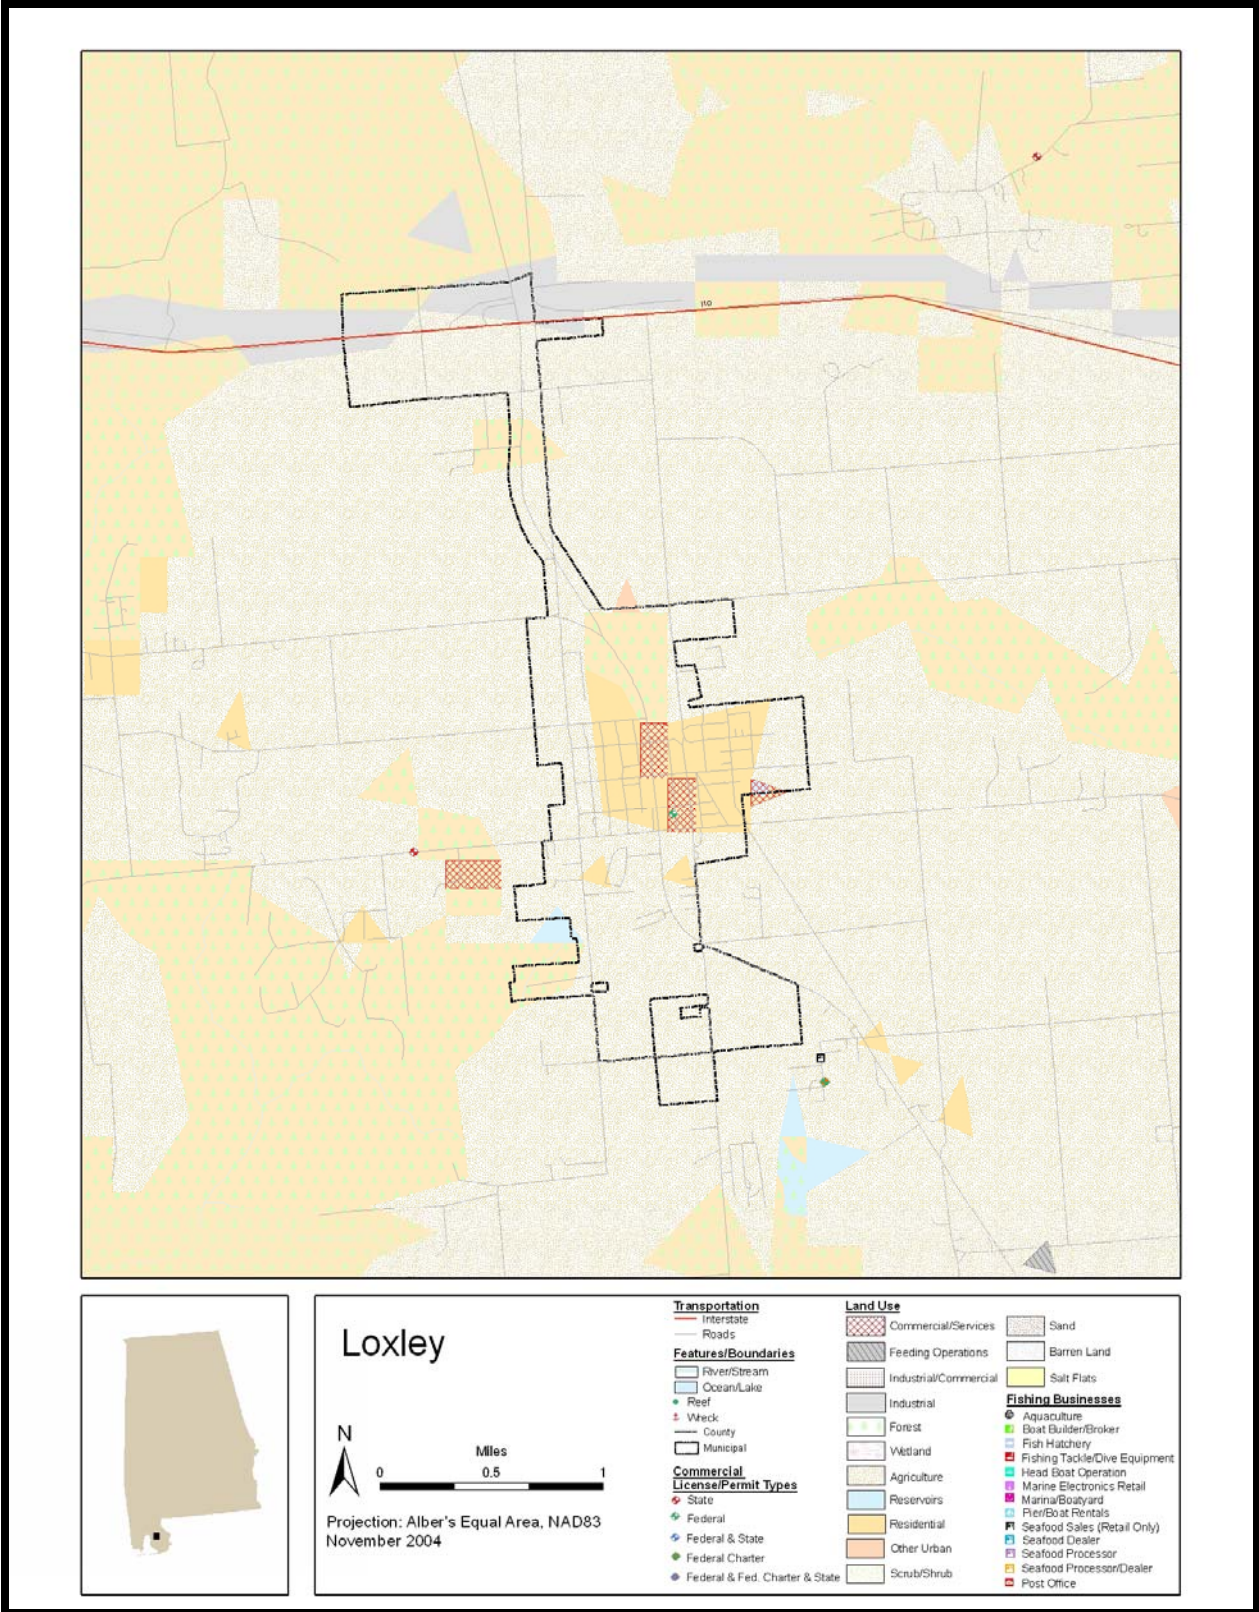 I10
Loxley
N
Miles
0 0.5 1
Projection: Alber's Equal Area, NAD83
November 2004
Transportation
Interstate
Roads
Features/Boundaries
River/Stream
Ocean/Lake
Reef
Wreck
County
Municipal
Commercial
License/Permit Types
State
Federal
Federal & State
Federal Charter
Federal & Fed. Charter & State
Land Use
Commercial/Services
Feeding Operations
Industrial/Commercial
Industrial
Forest
Wetland
Agriculture
Reservoirs
Residential
Other Urban
Scrub/Shrub
Sand
Barren Land
Salt Flats
Fishing Businesses
Aquaculture
Boat Builder/Broker
Fish Hatchery
Fishing Tackle/Dive Equipment
Head Boat Operation
Marine Electronics Retail
Marina/Boatyard
Pier/Boat Rentals
Seafood Sales (Retail Only)
Seafood Dealer
Seafood Processor
Seafood Processor/Dealer
Post Office